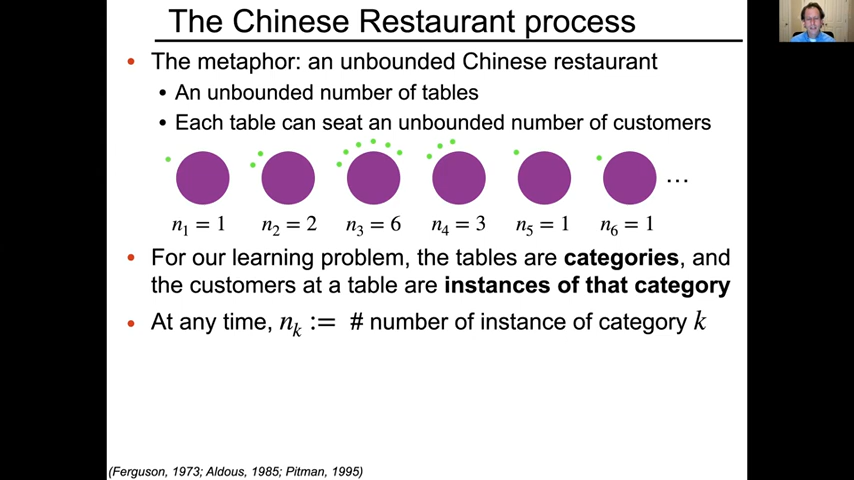 The Chinese Restaurant process
• The metaphor: an unbounded Chinese restaurant
• An unbounded number of tables
• Each table can seat an unbounded number of customers
…
n₁ = 1 n₂ = 2 n₃ = 6 n₄ = 3 n₅ = 1 n₆ = 1
• For our learning problem, the tables are categories, and
the customers at a table are instances of that category
• At any time, nₖ := # number of instance of category k
(Ferguson, 1973; Aldous, 1985; Pitman, 1995)